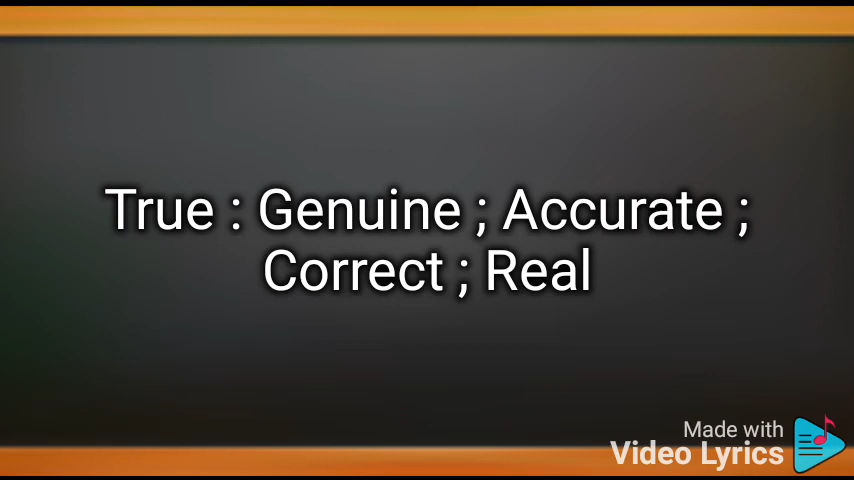 True : Genuine ; Accurate ;
Correct ; Real
Made with
Video Lyrics